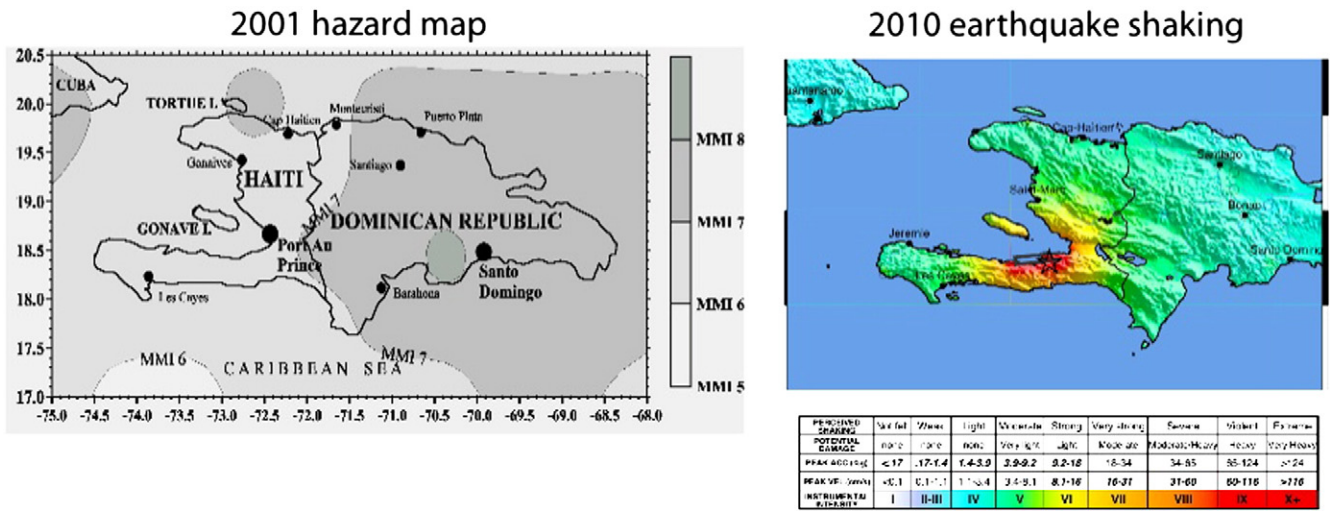 2001 hazard map
2010 earthquake shaking
20.5
20.0
19.5
19.0
18.5
18.0
17.5
17.0
CUBA
TORTUE I.
Cap Haitien
Montecristi
Puerto Plata
Gonaives
Santiago
HAITI
MMI 7
DOMINICAN REPUBLIC
GONAVE I.
Port Au
Prince
Santo
Domingo
Les Cayes
Barahona
MMI 6
MMI 7
CARIBBEAN SEA
-75.0 -74.5 -74.0 -73.5 -73.0 -72.5 -72.0 -71.5 -71.0 -70.5 -70.0 -69.5 -69.0 -68.5 -68.0
MMI 8
MMI 7
MMI 6
MMI 5
Cap-Haitien
Santiago
Saint-Marc
Bonao
Jeremie
Santo Doming
Les Cayes
PERCEIVED SHAKING Not felt Weak Light Moderate Strong Very strong Severe Violent Extreme
POTENTIAL DAMAGE none none none Very light Light Moderate Moderate/Heavy Heavy Very Heavy
PEAK ACC.(%g) <.17 .17-1.4 1.4-3.9 3.9-9.2 9.2-18 18-34 34-65 65-124 >124
PEAK VEL.(cm/s) <0.1 0.1-1.1 1.1-3.4 3.4-8.1 8.1-16 16-31 31-60 60-116 >116
INSTRUMENTAL INTENSITY I II-III IV V VI VII VIII IX X+